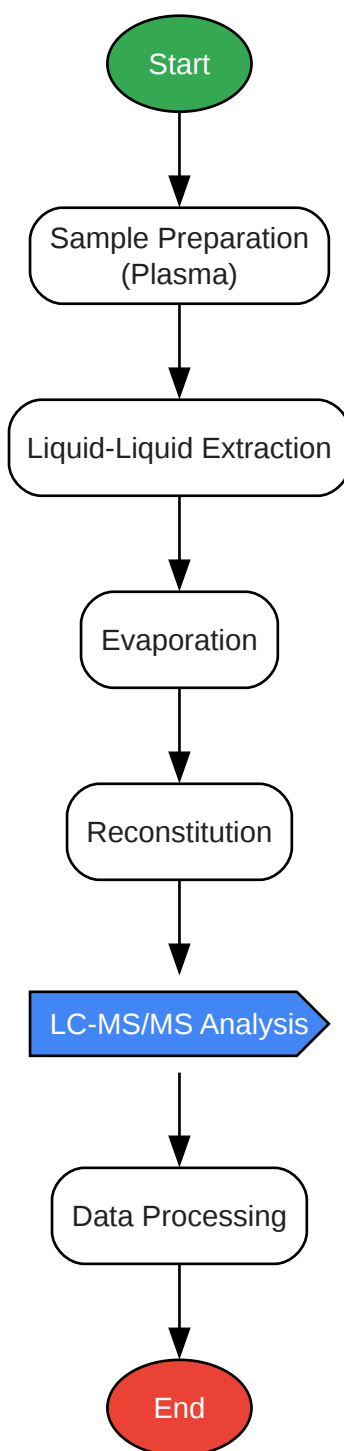 Start
Sample Preparation
(Plasma)
Liquid-Liquid Extraction
Evaporation
Reconstitution
LC-MS/MS Analysis
Data Processing
End